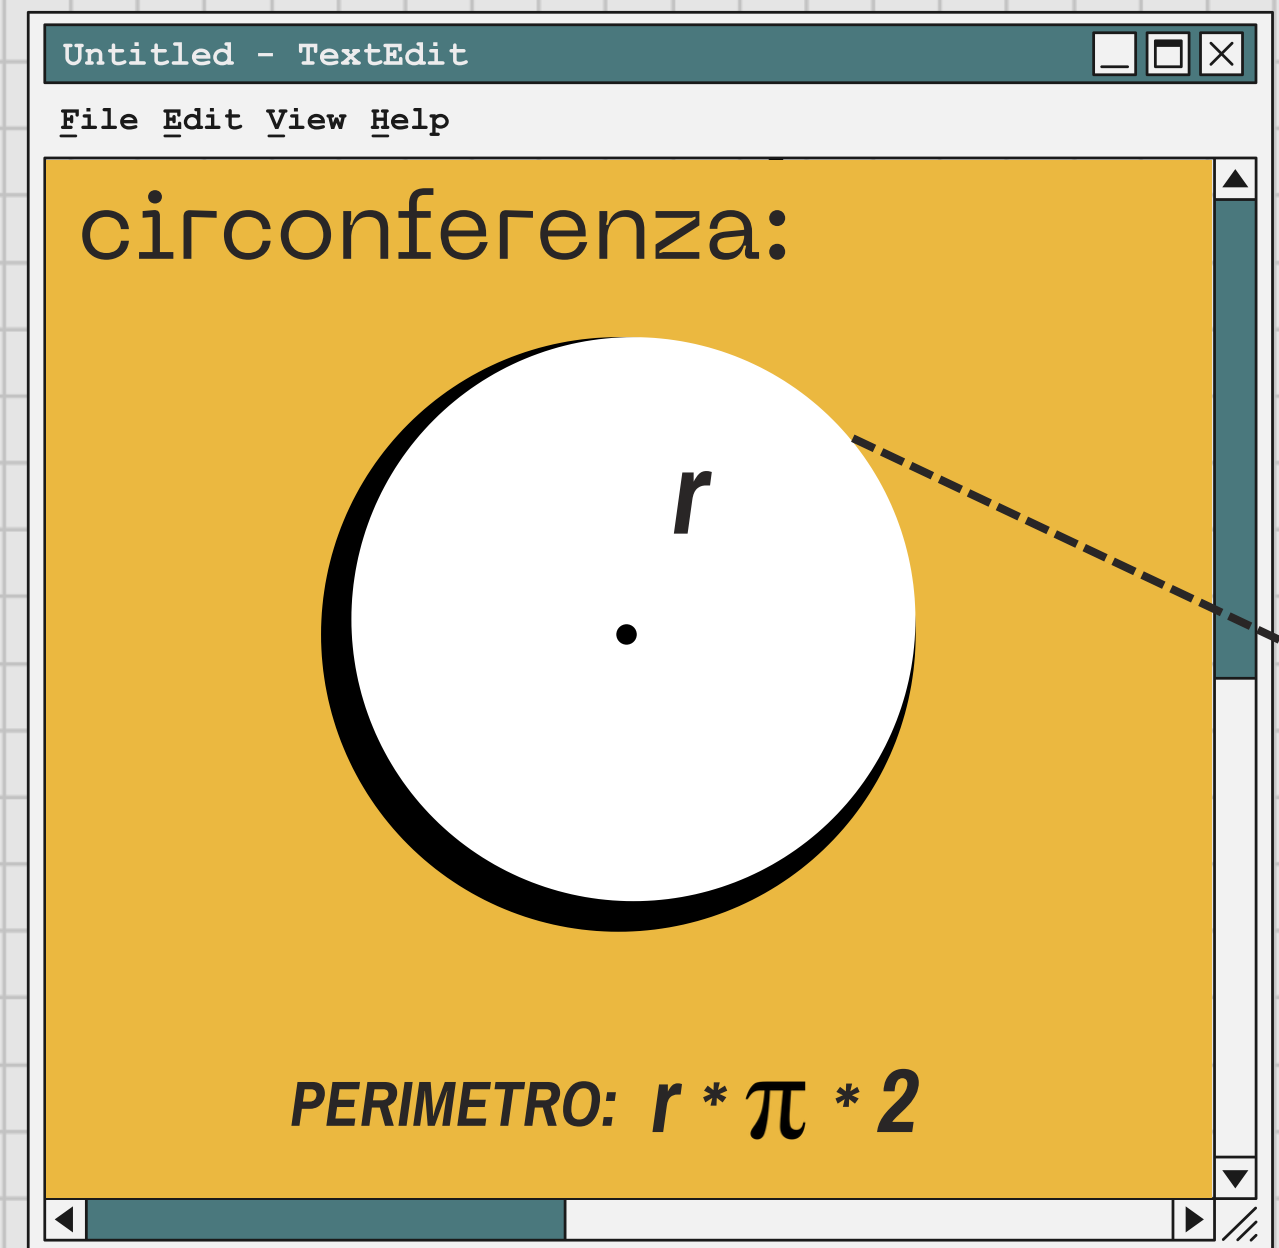 Untitled - TextEdit
File Edit View Help
circonferenza:
r
PERIMETRO: r * π * 2